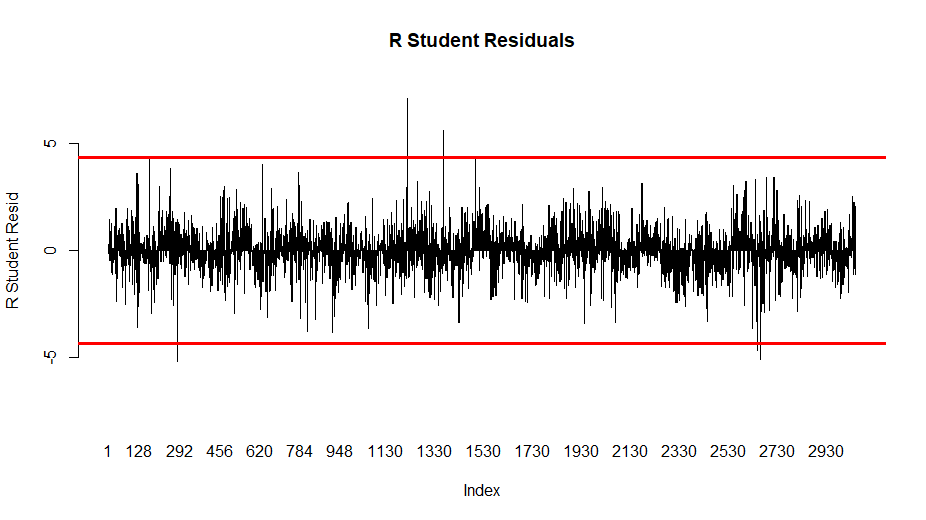 R Student Residuals
R Student Resid
5
0
-5
1 128 292 456 620 784 948 1130 1330 1530 1730 1930 2130 2330 2530 2730 2930
Index